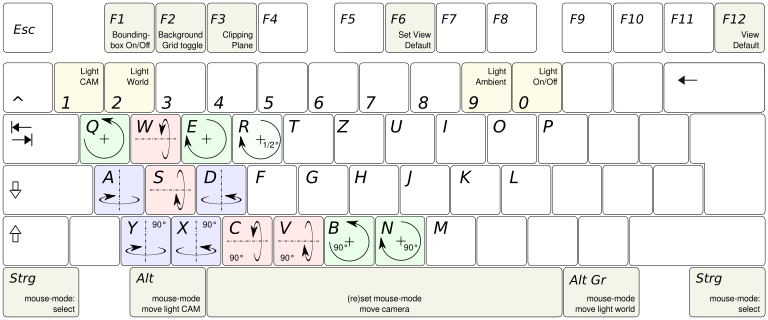 Esc
F1
Bounding-
box On/Off
F2
Background
Grid toggle
F3
Clipping
Plane
F4
F5
F6
Set View
Default
F7
F8
F9
F10
F11
F12
View
Default
^
Light
CAM
1
Light
World
2
3
4
5
6
7
8
Light
Ambient
9
Light
On/Off
0
Q
W
E
R
1/2°
T
Z
U
I
O
P
A
S
D
F
G
H
J
K
L
Y
90°
X
90°
C
90°
V
90°
B
90°
N
90°
M
Strg
mouse-mode:
select
Alt
mouse-mode
move light CAM
(re)set mouse-mode
move camera
Alt Gr
mouse-mode
move light world
Strg
mouse-mode:
select